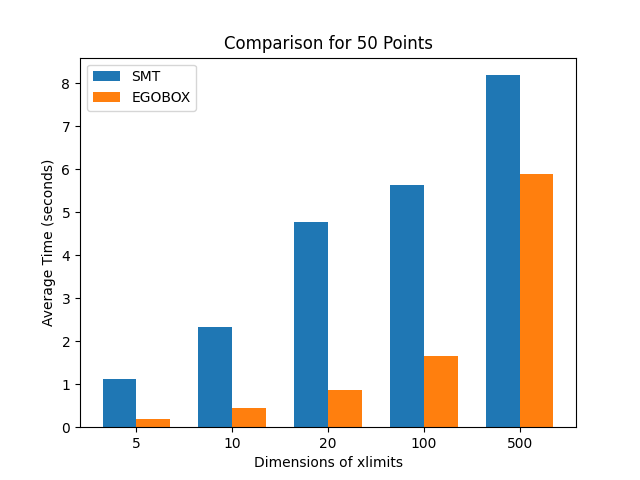 Comparison for 50 Points
SMT
EGOBOX
Average Time (seconds)
8
7
6
5
4
3
2
1
0
5 10 20 100 500
Dimensions of xlimits